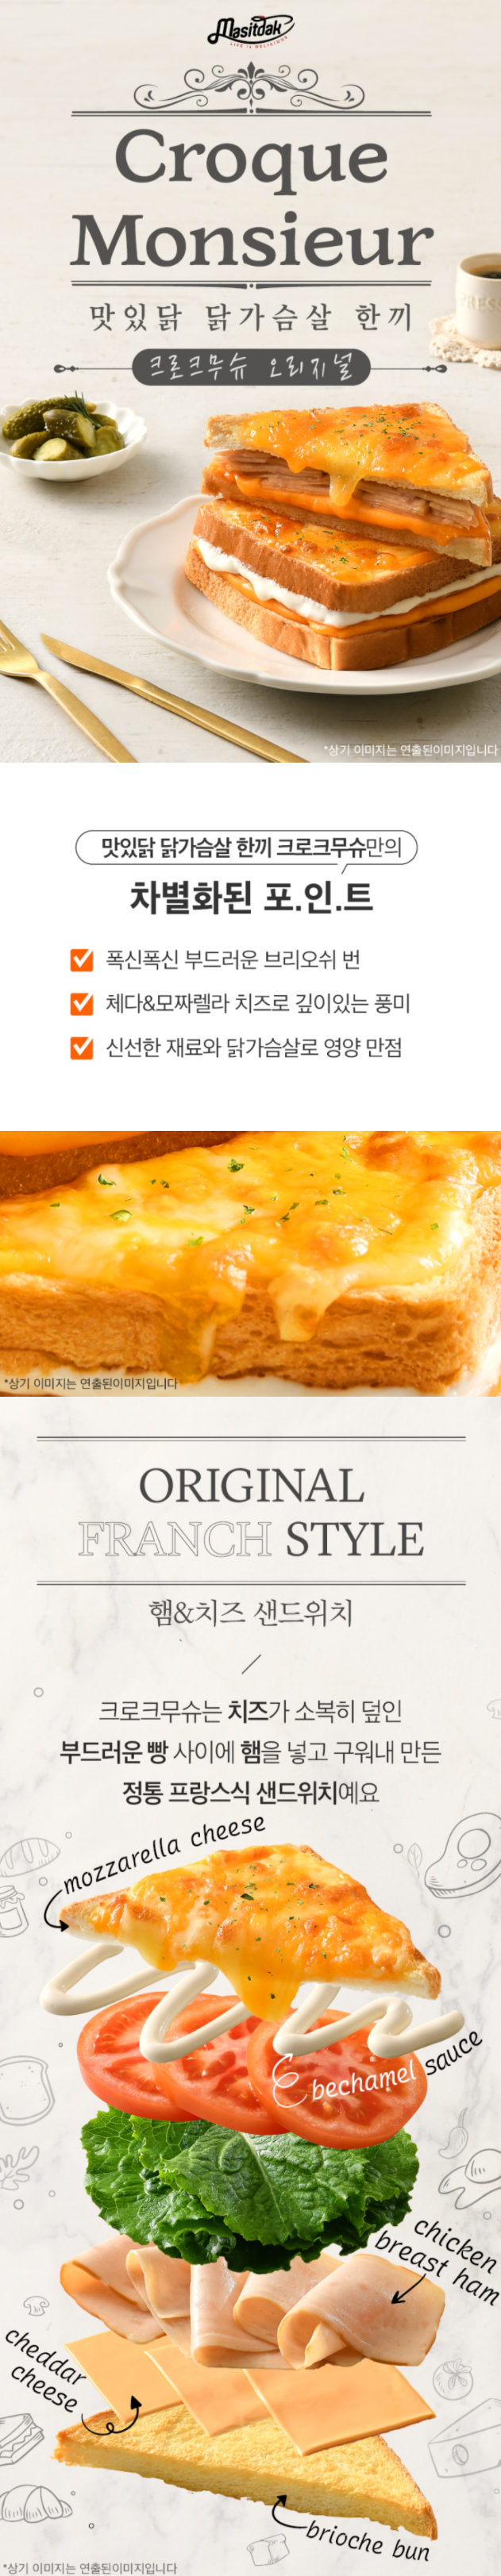 Masitdak
LIFE is DELICIOUS
Croque
Monsieur
맛있닭 닭가슴살 한끼
크로크무슈 오리지널
*상기 이미지는 연출된이미지입니다
맛있닭 닭가슴살 한끼 크로크무슈만의
차별화된 포.인.트
폭신폭신 부드러운 브리오쉬 번
체다&모짜렐라 치즈로 깊이있는 풍미
신선한 재료와 닭가슴살로 영양 만점
*상기 이미지는 연출된이미지입니다
ORIGINAL
FRANCH STYLE
햄&치즈 샌드위치
크로크무슈는 치즈가 소복히 덮인
부드러운 빵 사이에 햄을 넣고 구워내 만든
정통 프랑스식 샌드위치예요
mozzarella cheese
bechamel sauce
chicken
breast ham
cheddar
cheese
brioche bun
*상기 이미지는 연출된이미지입니다